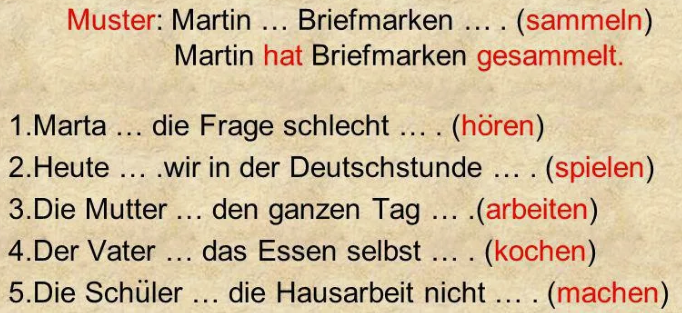 Muster: Martin … Briefmarken … . (sammeln)
Martin hat Briefmarken gesammelt.
1.Marta … die Frage schlecht … . (hören)
2.Heute … .wir in der Deutschstunde … . (spielen)
3.Die Mutter … den ganzen Tag … .(arbeiten)
4.Der Vater … das Essen selbst … . (kochen)
5.Die Schüler … die Hausarbeit nicht … . (machen)